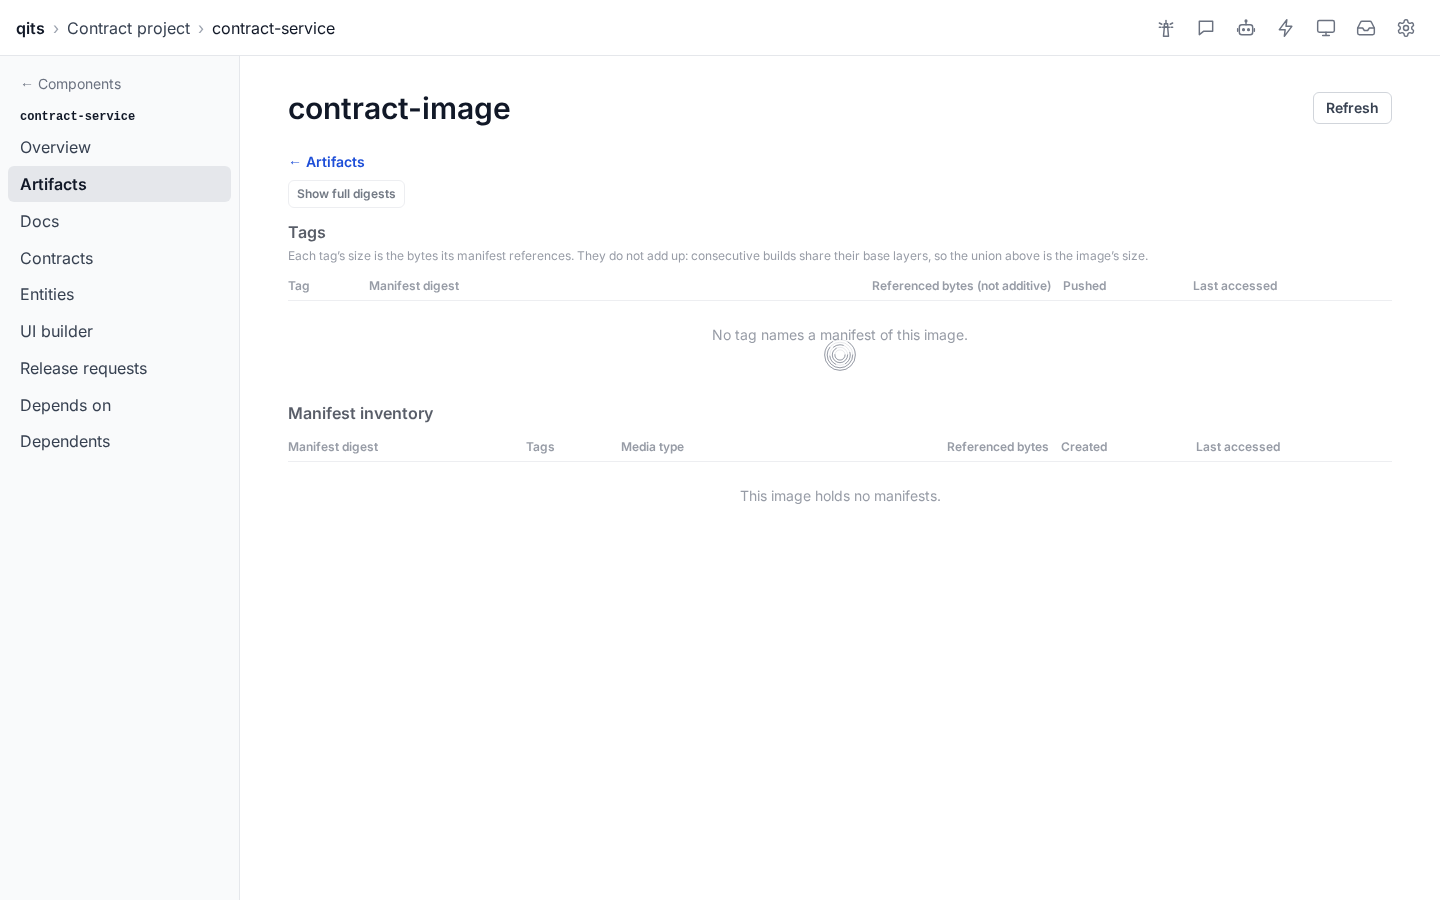 qits › Contract project › contract-service
← Components
contract-service
Overview
Artifacts
Docs
Contracts
Entities
UI builder
Release requests
Depends on
Dependents
contract-image
Refresh
← Artifacts
Show full digests
Tags
Each tag’s size is the bytes its manifest references. They do not add up: consecutive builds share their base layers, so the union above is the image’s size.
Tag Manifest digest Referenced bytes (not additive) Pushed Last accessed
No tag names a manifest of this image.
Manifest inventory
Manifest digest Tags Media type Referenced bytes Created Last accessed
This image holds no manifests.